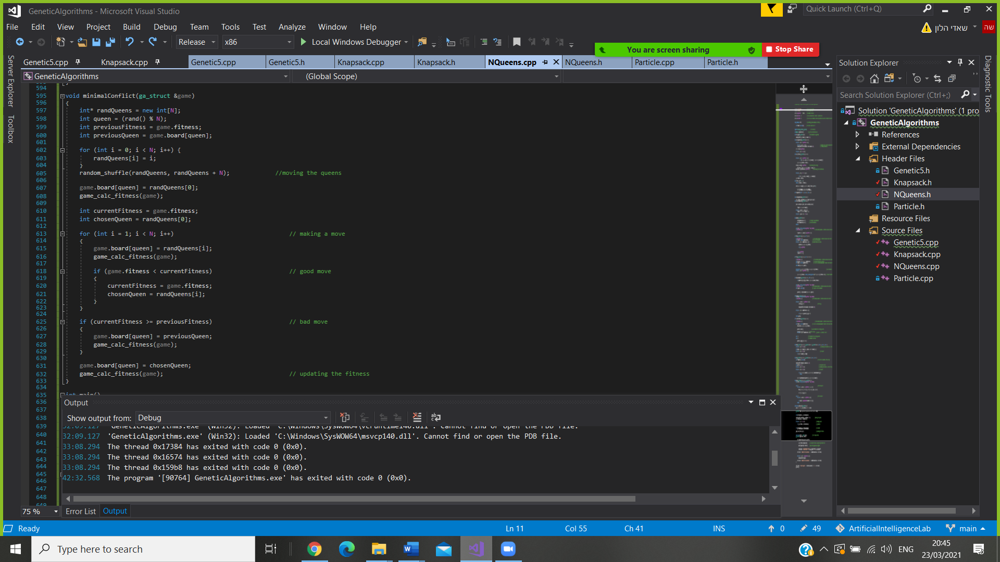 GeneticAlgorithms - Microsoft Visual Studio
Quick Launch (Ctrl+Q)
File Edit View Project Build Debug Team Tools Test Analyze Window Help
שאדי הלון
שה
Release x86 Local Windows Debugger
You are screen sharing Stop Share
Server Explorer
Toolbox
Diagnostic Tools
Genetic5.cpp Knapsack.cpp Genetic5.cpp Genetic5.h Knapsack.cpp Knapsack.h NQueens.cpp NQueens.h Particle.cpp Particle.h
GeneticAlgorithms (Global Scope)
594
595 void minimalConflict(ga_struct &game)
596 {
597 int* randQueens = new int[N];
598 int queen = (rand() % N);
599 int previousFitness = game.fitness;
600 int previousQueen = game.board[queen];
601
602 for (int i = 0; i < N; i++) {
603 randQueens[i] = i;
604 }
605 random_shuffle(randQueens, randQueens + N); //moving the queens
606
607 game.board[queen] = randQueens[0];
608 game_calc_fitness(game);
609
610 int currentFitness = game.fitness;
611 int chosenQueen = randQueens[0];
612
613 for (int i = 1; i < N; i++) // making a move
614 {
615 game.board[queen] = randQueens[i];
616 game_calc_fitness(game);
617
618 if (game.fitness < currentFitness) // good move
619 {
620 currentFitness = game.fitness;
621 chosenQueen = randQueens[i];
622 }
623 }
624
625 if (currentFitness >= previousFitness) // bad move
626 {
627 game.board[queen] = previousQueen;
628 game_calc_fitness(game);
629 }
630
631 game.board[queen] = chosenQueen;
632 game_calc_fitness(game); // updating the fitness
633 }
634
635 int main()
636
637
638
639
640
641
642
643
644
645
646
647
648
649
Output
Show output from: Debug
32:09.127 'GeneticAlgorithms.exe' (Win32): Loaded 'C:\Windows\SysWOW64\vcruntime140.dll'. Cannot find or open the PDB file.
32:09.127 'GeneticAlgorithms.exe' (Win32): Loaded 'C:\Windows\SysWOW64\msvcp140.dll'. Cannot find or open the PDB file.
33:08.294 The thread 0x17384 has exited with code 0 (0x0).
33:08.294 The thread 0x16574 has exited with code 0 (0x0).
33:08.294 The thread 0x159b8 has exited with code 0 (0x0).
42:32.568 The program '[90764] GeneticAlgorithms.exe' has exited with code 0 (0x0).
75 %
Error List Output
Solution Explorer
Search Solution Explorer (Ctrl+;)
Solution 'GeneticAlgorithms' (1 pro
GeneticAlgorithms
References
External Dependencies
Header Files
Genetic5.h
Knapsack.h
NQueens.h
Particle.h
Resource Files
Source Files
Genetic5.cpp
Knapsack.cpp
NQueens.cpp
Particle.cpp
Ready Ln 11 Col 55 Ch 41 INS 0 49 ArtificialIntelligenceLab main
Type here to search
ENG
20:45
23/03/2021